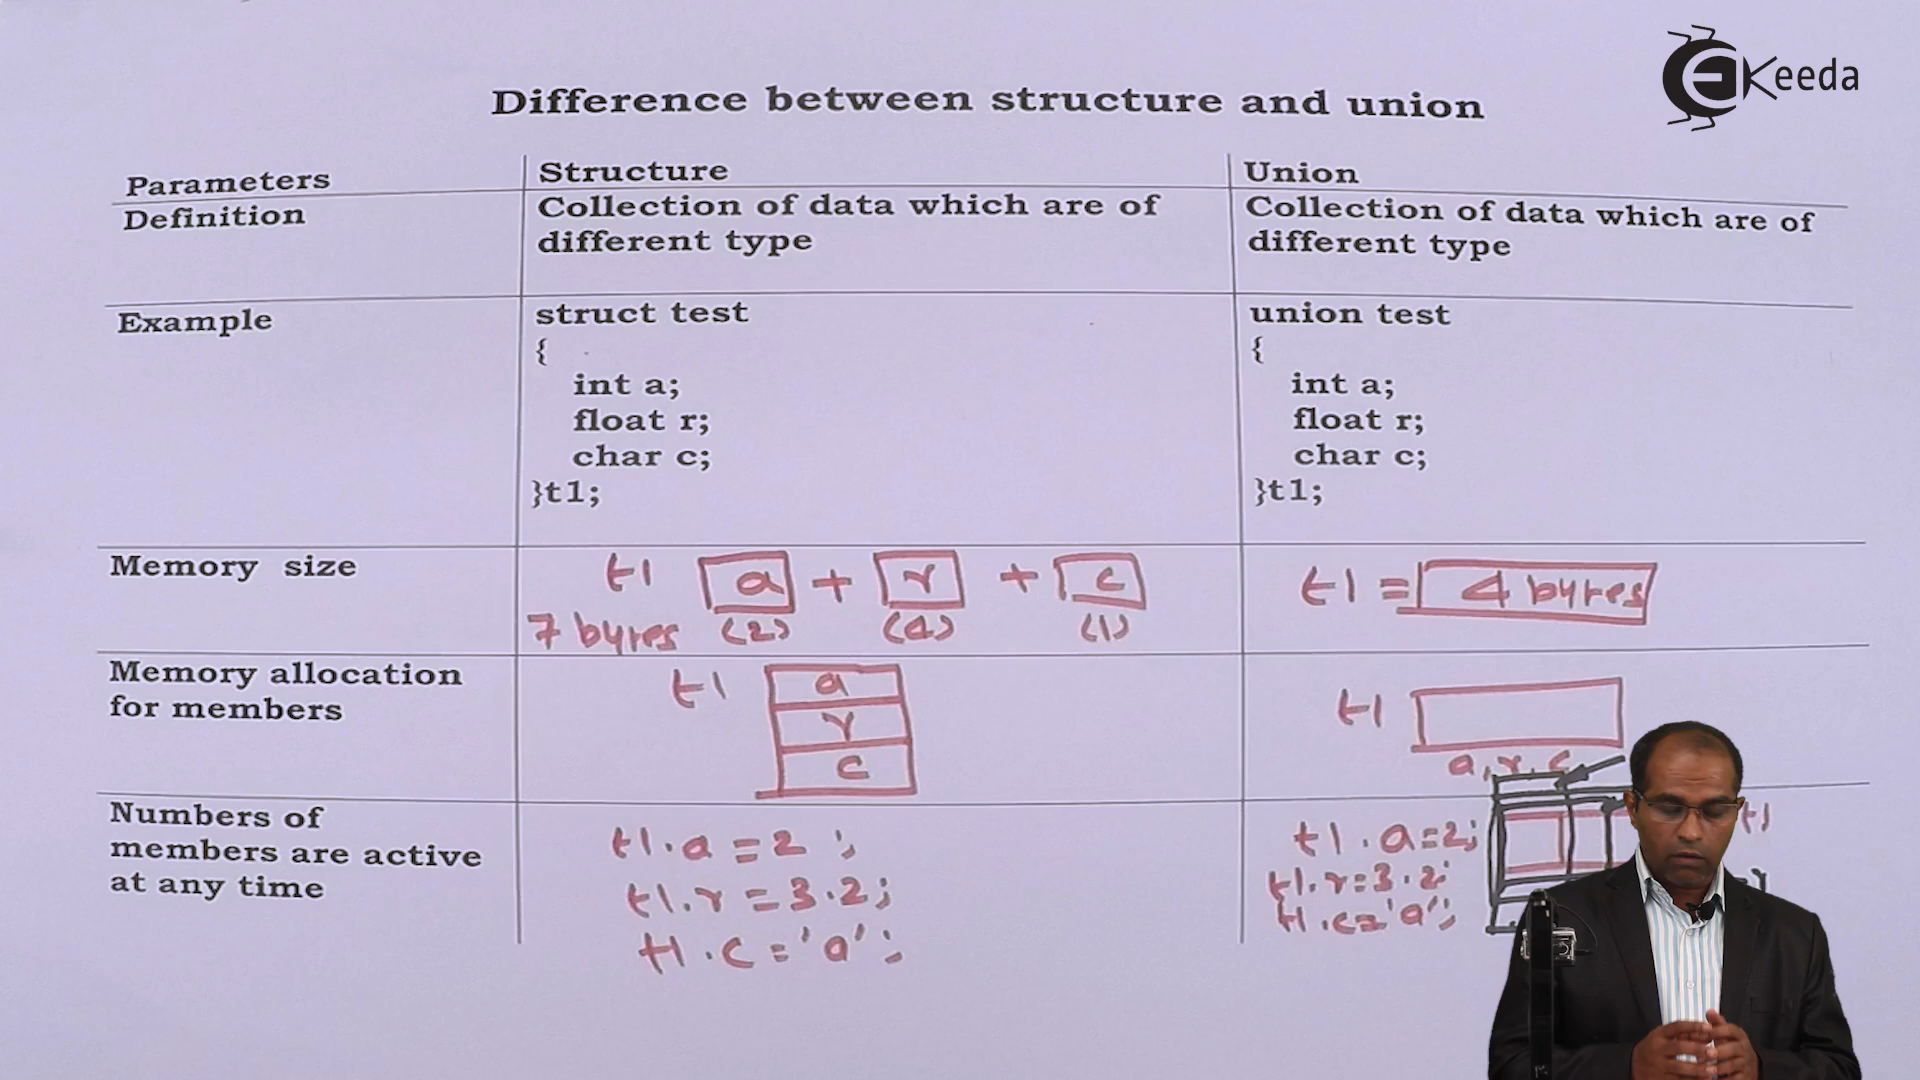 EKeeda
Difference between structure and union
Parameters
Structure
Union
Definition
Collection of data which are of
different type
Collection of data which are of
different type
Example
struct test
{
int a;
float r;
char c;
}t1;
union test
{
int a;
float r;
char c;
}t1;
Memory size
t1 a + r + c
7 bytes (2) (4) (1)
t1 = 4 bytes
Memory allocation
for members
t1 a
r
c
t1
a, r, c
Numbers of
members are active
at any time
t1.a = 2;
t1.r = 3.2;
t1.c = 'a';
t1.a=2;
t1.r=3.2;
t1.c='a';
t1